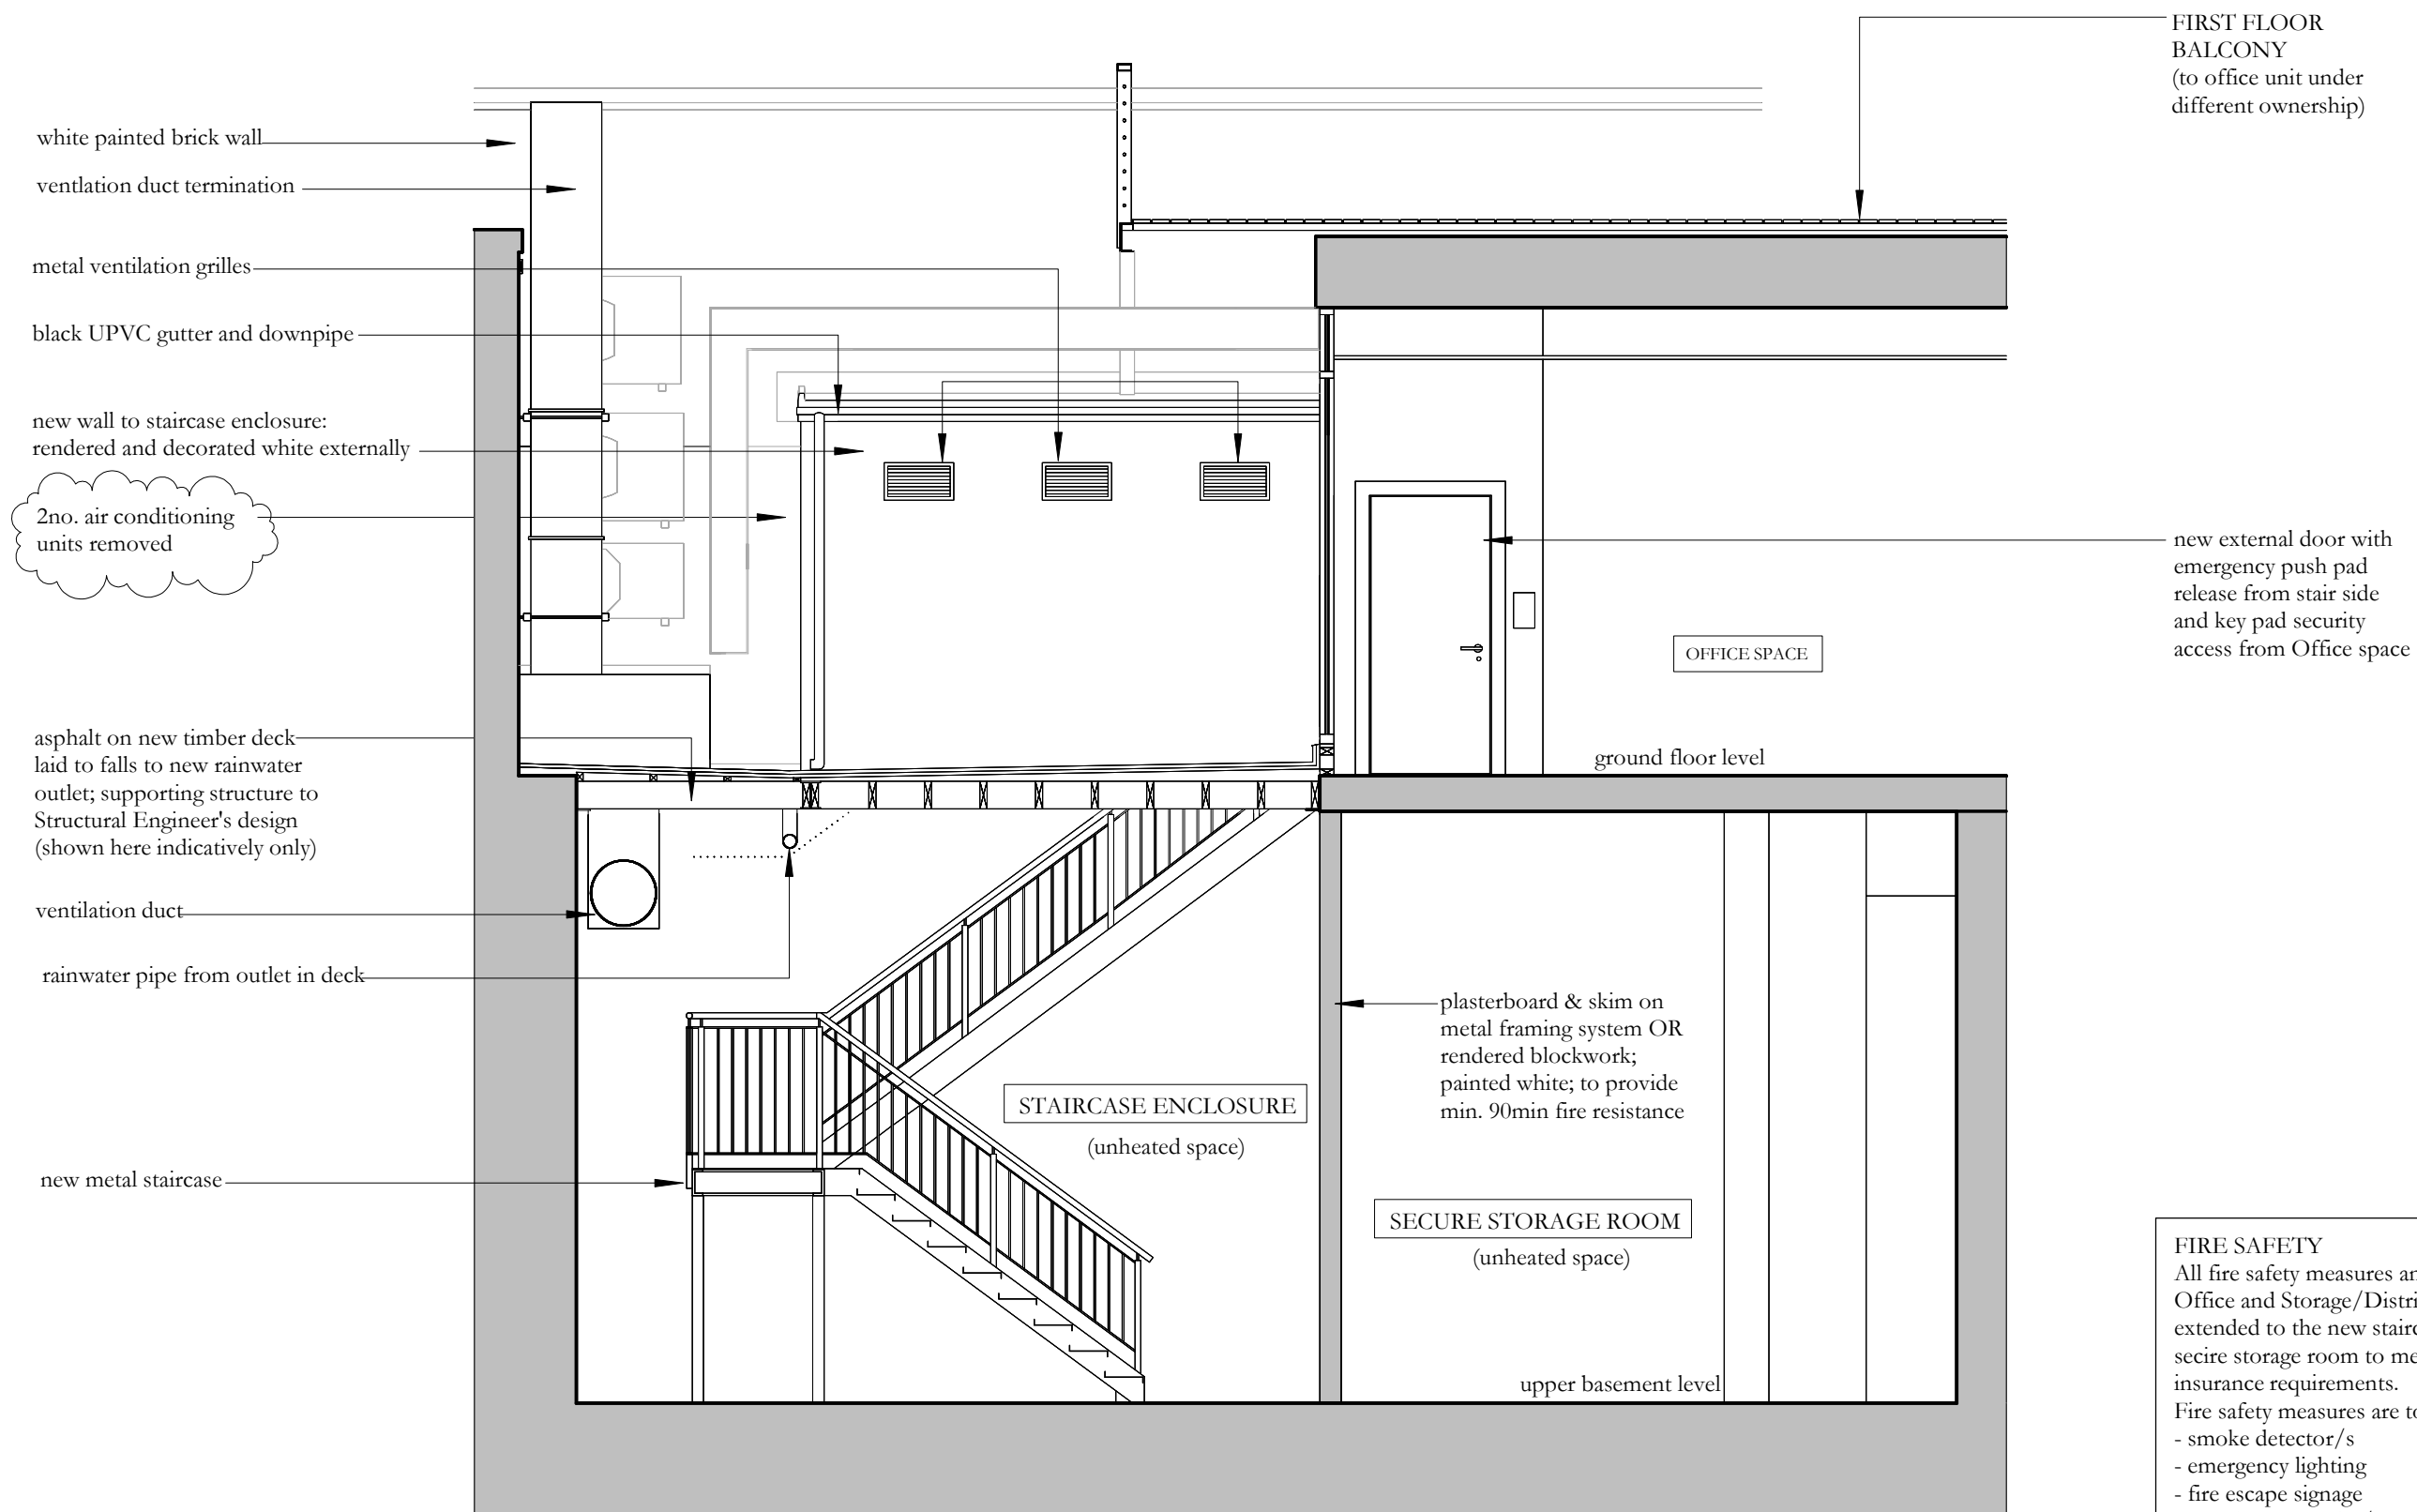 FIRST FLOOR
BALCONY
(to office unit under
different ownership)
white painted brick wall
ventlation duct termination
metal ventilation grilles
black UPVC gutter and downpipe
new wall to staircase enclosure:
rendered and decorated white externally
2no. air conditioning
units removed
new external door with
emergency push pad
release from stair side
and key pad security
access from Office space
OFFICE SPACE
ground floor level
asphalt on new timber deck
laid to falls to new rainwater
outlet; supporting structure to
Structural Engineer's design
(shown here indicatively only)
ventilation duct
rainwater pipe from outlet in deck
plasterboard & skim on
metal framing system OR
rendered blockwork;
painted white; to provide
min. 90min fire resistance
STAIRCASE ENCLOSURE
(unheated space)
new metal staircase
SECURE STORAGE ROOM
(unheated space)
upper basement level
FIRE SAFETY
All fire safety measures
Office and
extended to the new
secire storage room to
insurance requirements.
Fire safety measures are
- smoke detector/s
- emergency lighting
- fire escape signage